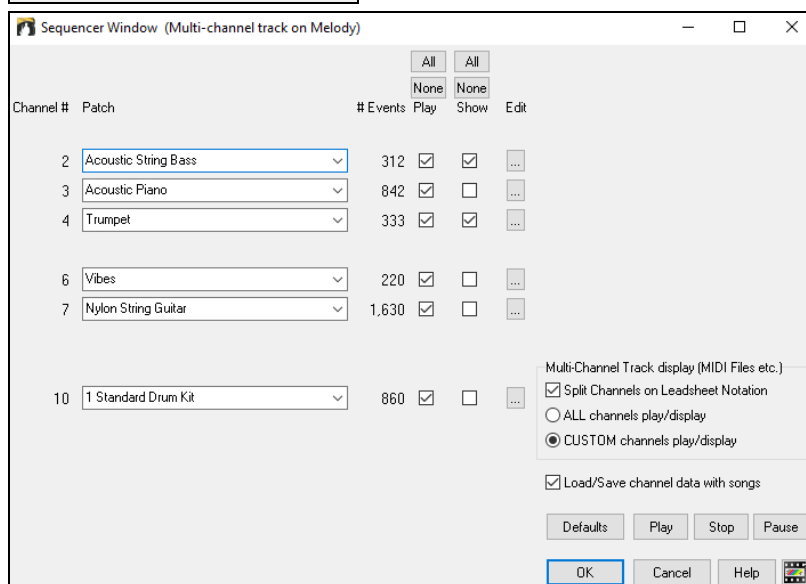 Sequencer Window (Multi-channel track on Melody)
All All
None None
Channel # Patch # Events Play Show Edit
2 Acoustic String Bass 312 ...
3 Acoustic Piano 842 ...
4 Trumpet 333 ...
6 Vibes 220 ...
7 Nylon String Guitar 1,630 ...
Multi-Channel Track display (MIDI Files etc.)
Split Channels on Leadsheet Notation
10 1 Standard Drum Kit 860 ...
ALL channels play/display
CUSTOM channels play/display
Load/Save channel data with songs
Defaults Play Stop Pause
OK Cancel Help